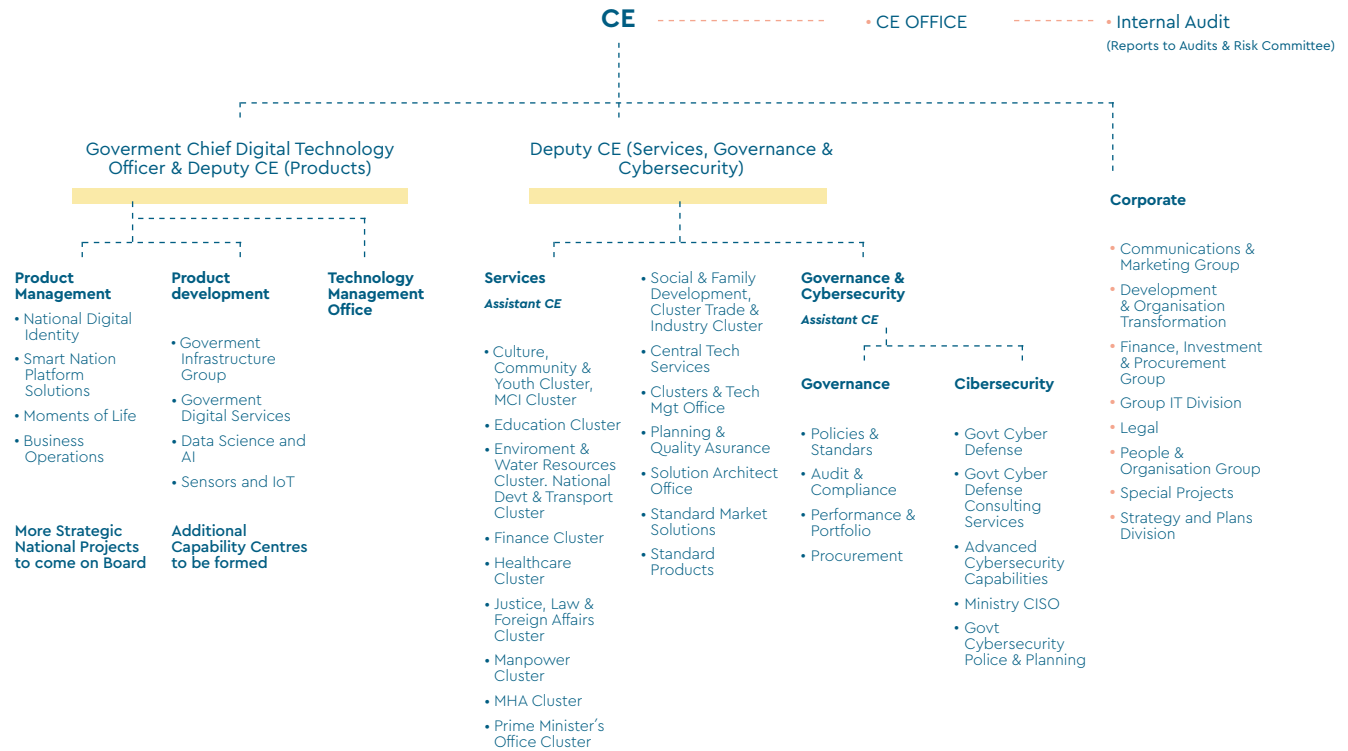 CE
• CE OFFICE
• Internal Audit
(Reports to Audits & Risk Committee)
Goverment Chief Digital Technology
Officer & Deputy CE (Products)
Deputy CE (Services, Governance &
Cybersecurity)
Corporate
• Communications &
Marketing Group
• Development
& Organisation
Transformation
• Finance, Investment
& Procurement
Group
• Group IT Division
• Legal
• People &
Organisation Group
• Special Projects
• Strategy and Plans
Division
Product
Management
• National Digital
Identity
• Smart Nation
Platform
Solutions
• Moments of Life
• Business
Operations
More Strategic
National Projects
to come on Board
Product
development
• Goverment
Infrastructure
Group
• Goverment
Digital Services
• Data Science and
AI
• Sensors and IoT
Additional
Capability Centres
to be formed
Technology
Management
Office
Services
Assistant CE
• Culture,
Community &
Youth Cluster,
MCI Cluster
• Education Cluster
• Enviroment &
Water Resources
Cluster. National
Devt & Transport
Cluster
• Finance Cluster
• Healthcare
Cluster
• Justice, Law &
Foreign Affairs
Cluster
• Manpower
Cluster
• MHA Cluster
• Prime Minister´s
Office Cluster
• Social & Family
Development,
Cluster Trade &
Industry Cluster
• Central Tech
Services
• Clusters & Tech
Mgt Office
• Planning &
Quality Asurance
• Solution Architect
Office
• Standard Market
Solutions
• Standard
Products
Governance &
Cybersecurity
Assistant CE
Governance
• Policies &
Standars
• Audit &
Compliance
• Performance &
Portfolio
• Procurement
Cibersecurity
• Govt Cyber
Defense
• Govt Cyber
Defense
Consulting
Services
• Advanced
Cybersecurity
Capabilities
• Ministry CISO
• Govt
Cybersecurity
Police & Planning